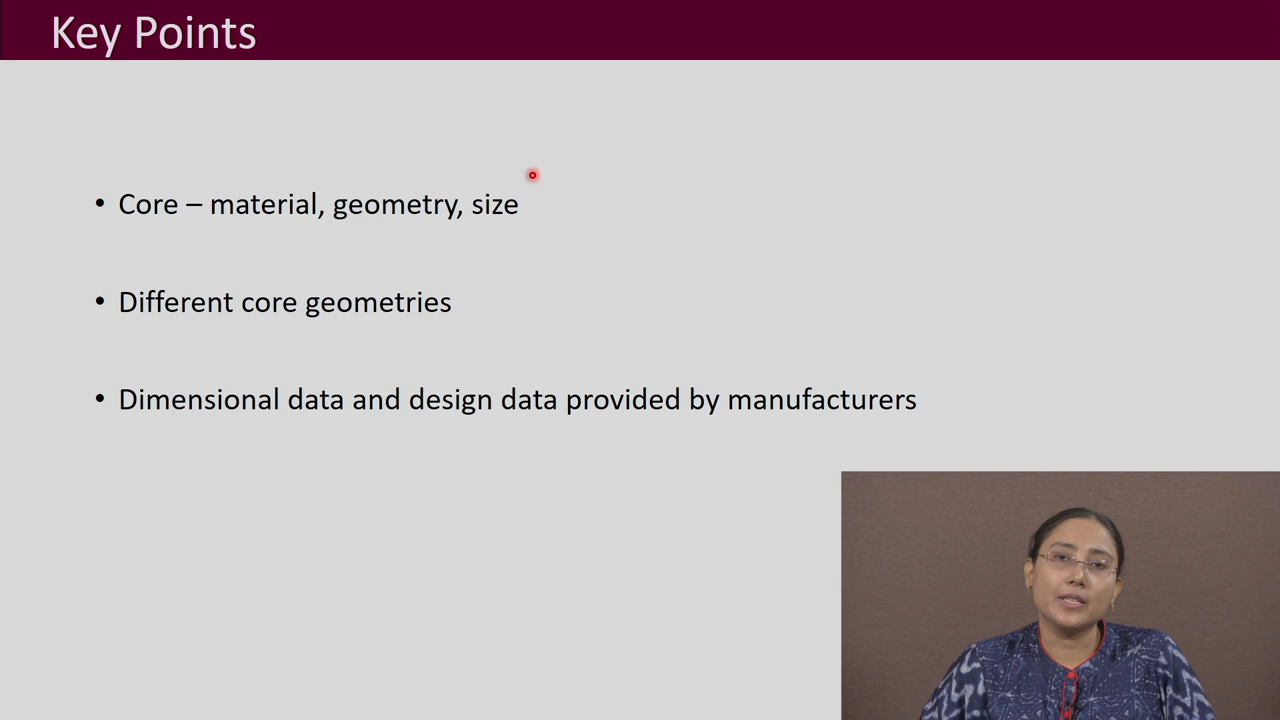 Key Points
• Core – material, geometry, size
• Different core geometries
• Dimensional data and design data provided by manufacturers